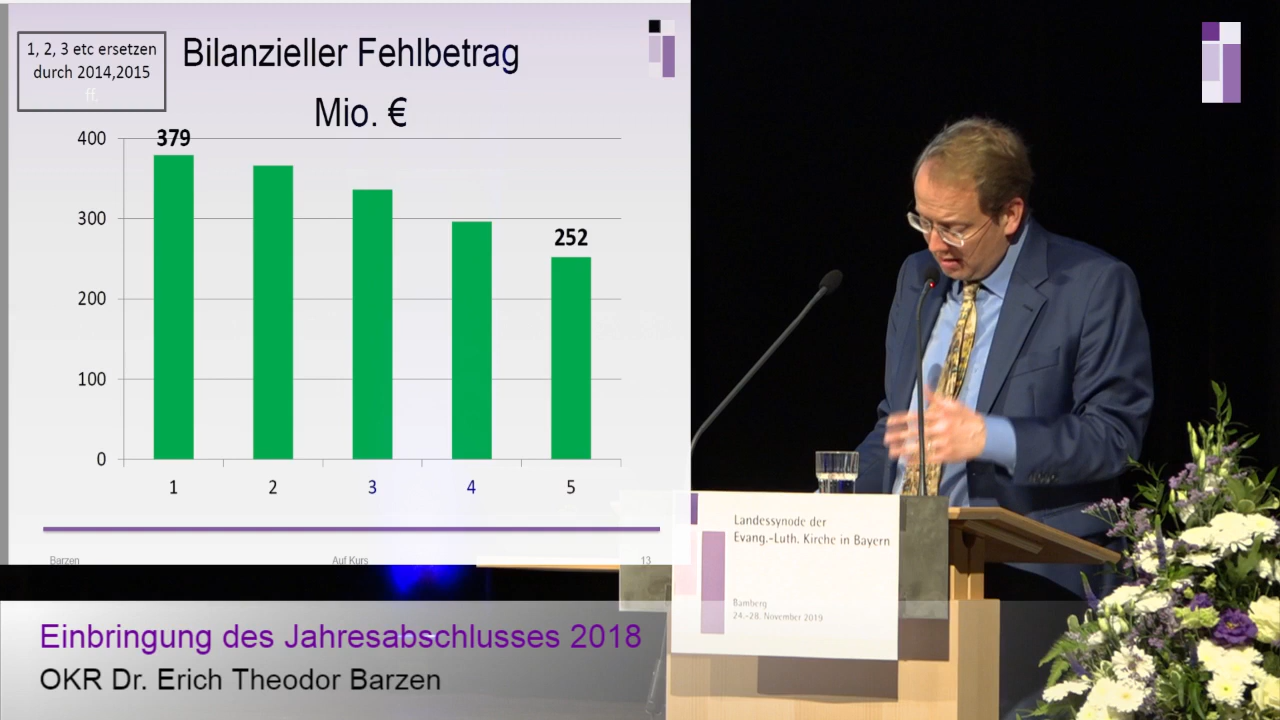 1, 2, 3 etc ersetzen
durch 2014,2015
ff.
Bilanzieller Fehlbetrag
Mio. €
400
300
200
100
0
379
252
1
2
3
4
5
Barzen
Auf Kurs
13
Landessynode der
Evang.-Luth. Kirche in Bayern
Bamberg
24.-28. November 2019
Einbringung des Jahresabschlusses 2018
OKR Dr. Erich Theodor Barzen